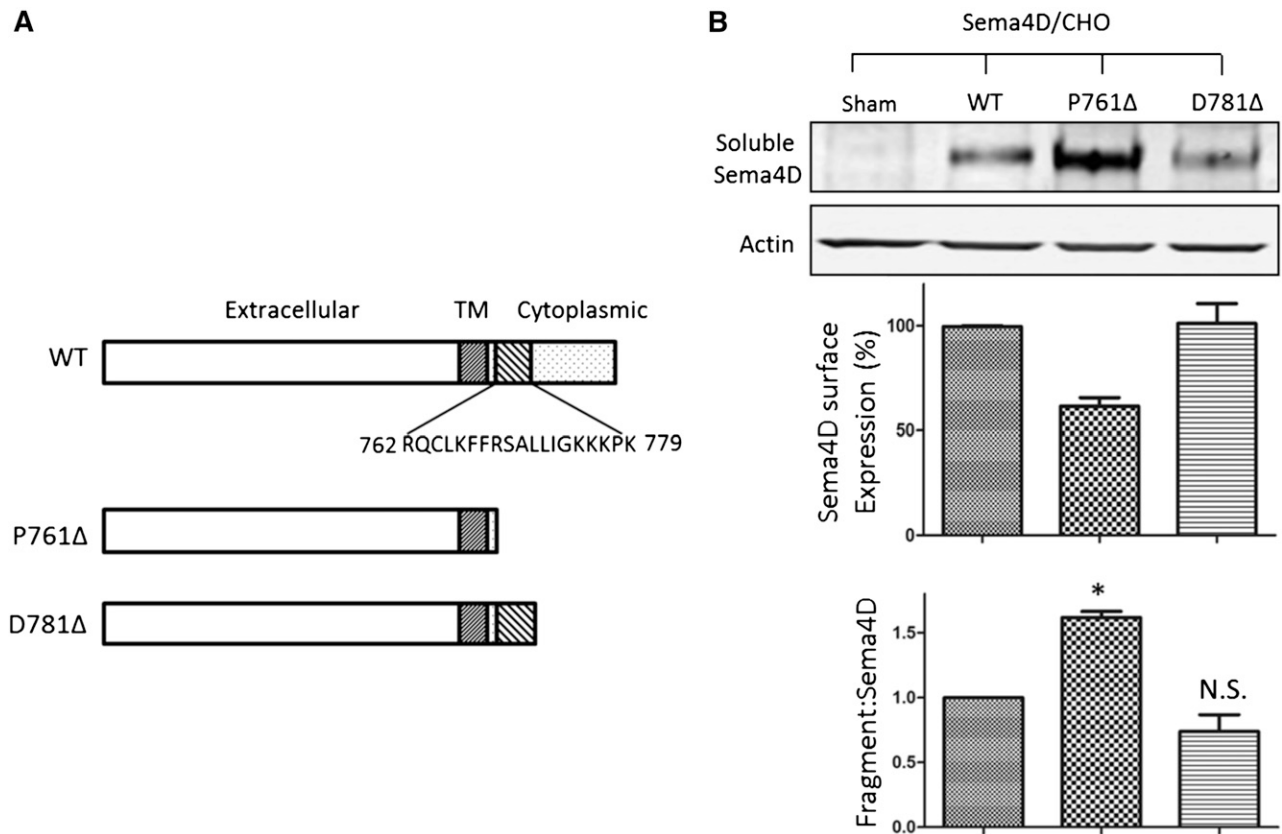 A
Extracellular TM Cytoplasmic
WT
762 RQCLKFFRSALLIGKKKPK 779
P761Δ
D781Δ
B
Sema4D/CHO
Sham WT P761Δ D781Δ
Soluble
Sema4D
Actin
Sema4D surface
Expression (%)
100
50
0
Fragment:Sema4D
*
1.5
N.S.
1.0
0.5
0.0